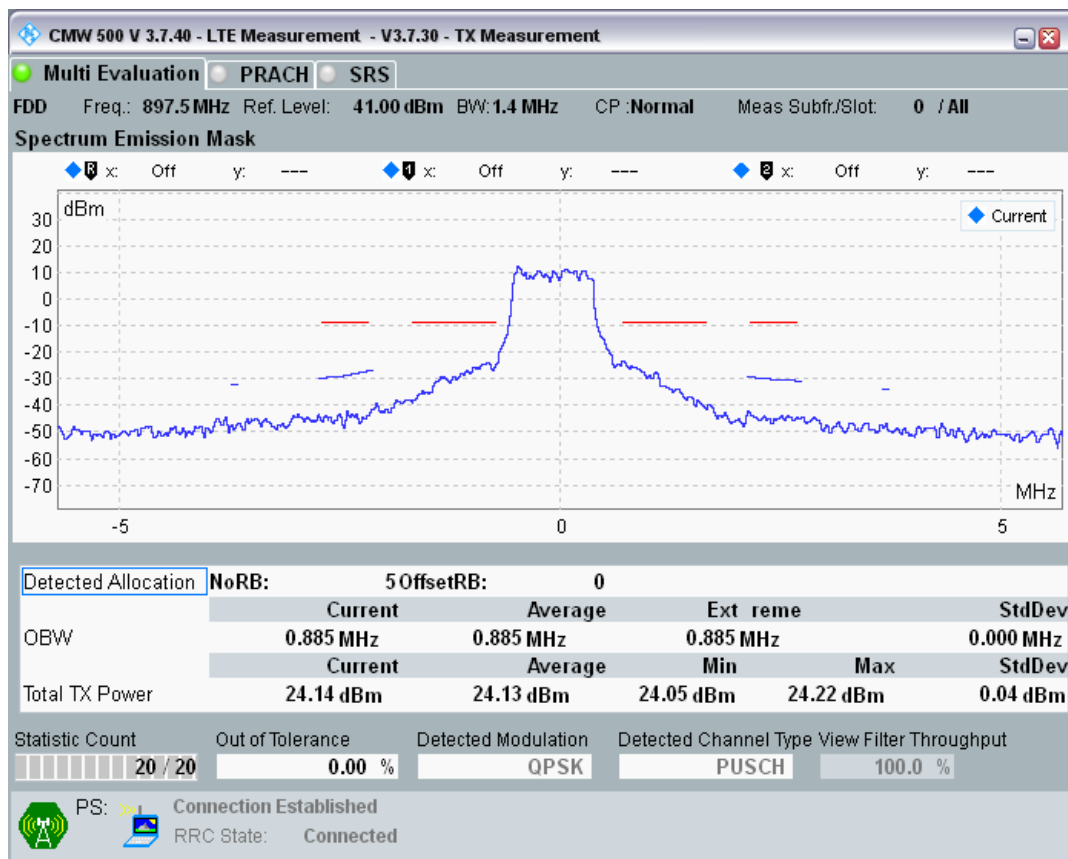 CMW 500 V 3.7.40 - LTE Measurement - V3.7.30 - TX Measurement
Multi Evaluation PRACH SRS
FDD Freq.: 897.5 MHz Ref. Level: 41.00 dBm BW: 1.4 MHz CP :Normal Meas Subfr./Slot: 0 / All
Spectrum Emission Mask
R x: Off y: --- 1 x: Off y: --- 2 x: Off y: ---
dBm
Current
30
20
10
0
-10
-20
-30
-40
-50
-60
-70
MHz
-5 0 5
Detected Allocation NoRB: 5 OffsetRB: 0
Current Average Ext reme StdDev
OBW 0.885 MHz 0.885 MHz 0.885 MHz 0.000 MHz
Current Average Min Max StdDev
Total TX Power 24.14 dBm 24.13 dBm 24.05 dBm 24.22 dBm 0.04 dBm
Statistic Count Out of Tolerance Detected Modulation Detected Channel Type View Filter Throughput
20 / 20 0.00 % QPSK PUSCH 100.0 %
PS: Connection Established
RRC State: Connected